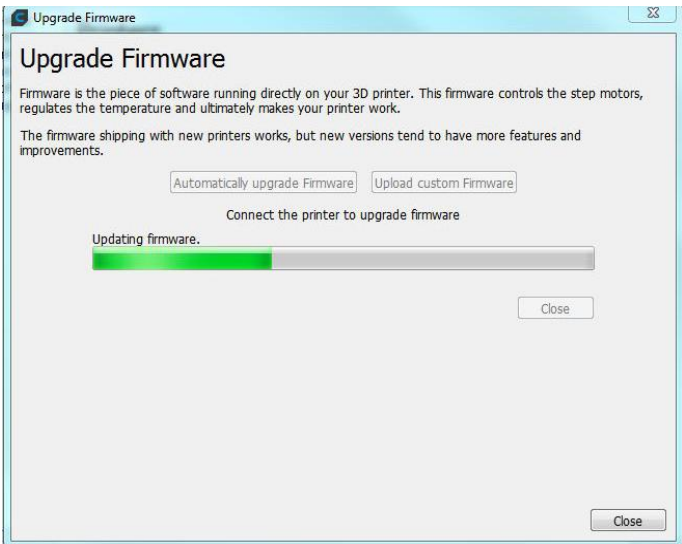 Upgrade Firmware
Upgrade Firmware
Firmware is the piece of software running directly on your 3D printer. This firmware controls the step motors,
regulates the temperature and ultimately makes your printer work.
The firmware shipping with new printers works, but new versions tend to have more features and
improvements.
Automatically upgrade Firmware Upload custom Firmware
Connect the printer to upgrade firmware
Updating firmware.
Close
Close